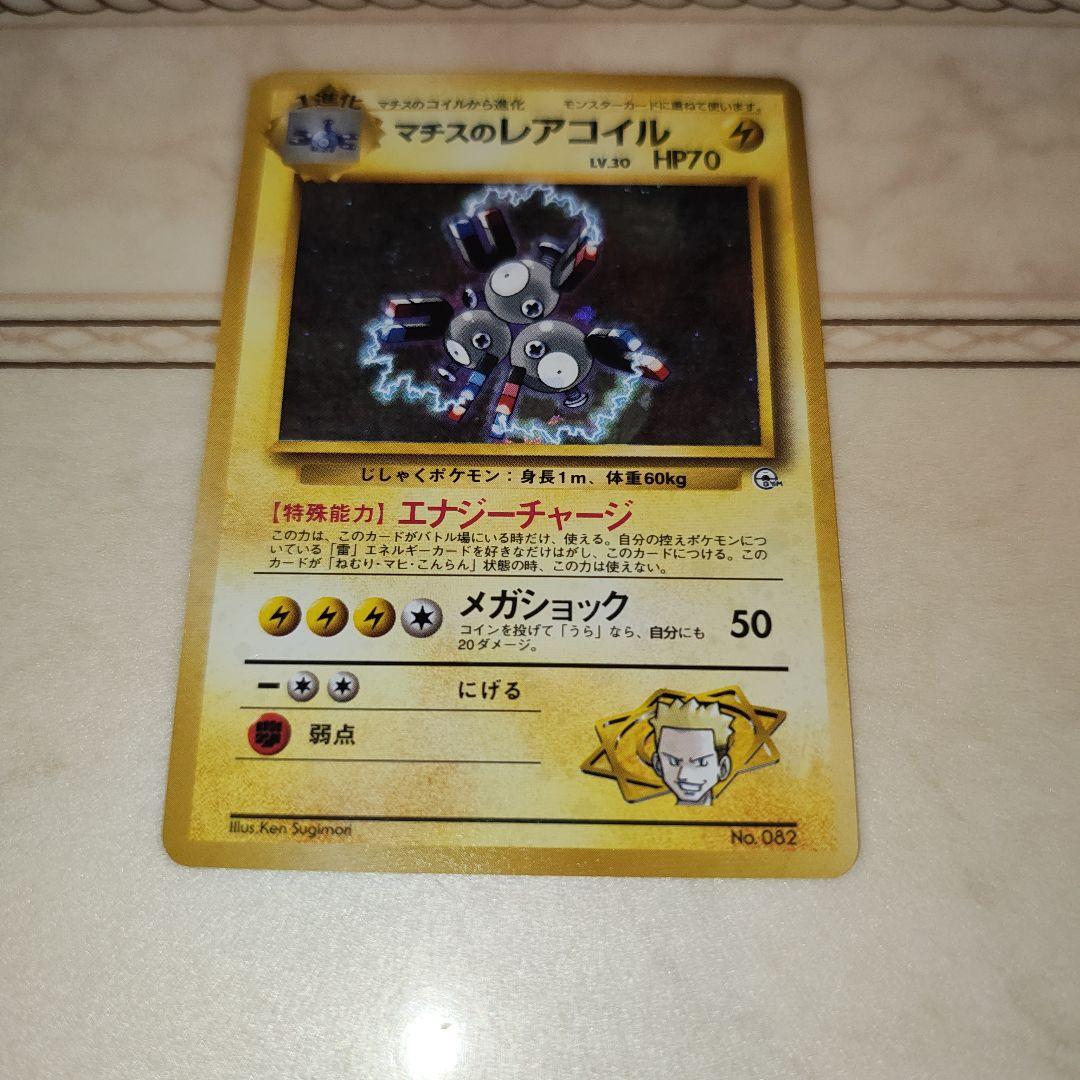 1進化 マチスのコイルから進化 モンスターカードに重ねて使います。
マチスのレアコイル
LV.30 HP70
じしゃくポケモン：身長1m、体重60kg
GYM
【特殊能力】エナジーチャージ
この力は、このカードがバトル場にいる時だけ、使える。自分の控えポケモンにつ
いている「雷」エネルギーカードを好きなだけはがし、このカードにつける。この
カードが「ねむり・マヒ・こんらん」状態の時、この力は使えない。
メガショック 50
コインを投げて「うら」なら、自分にも
20ダメージ。
にげる
弱点
Illus. Ken Sugimori
No. 082